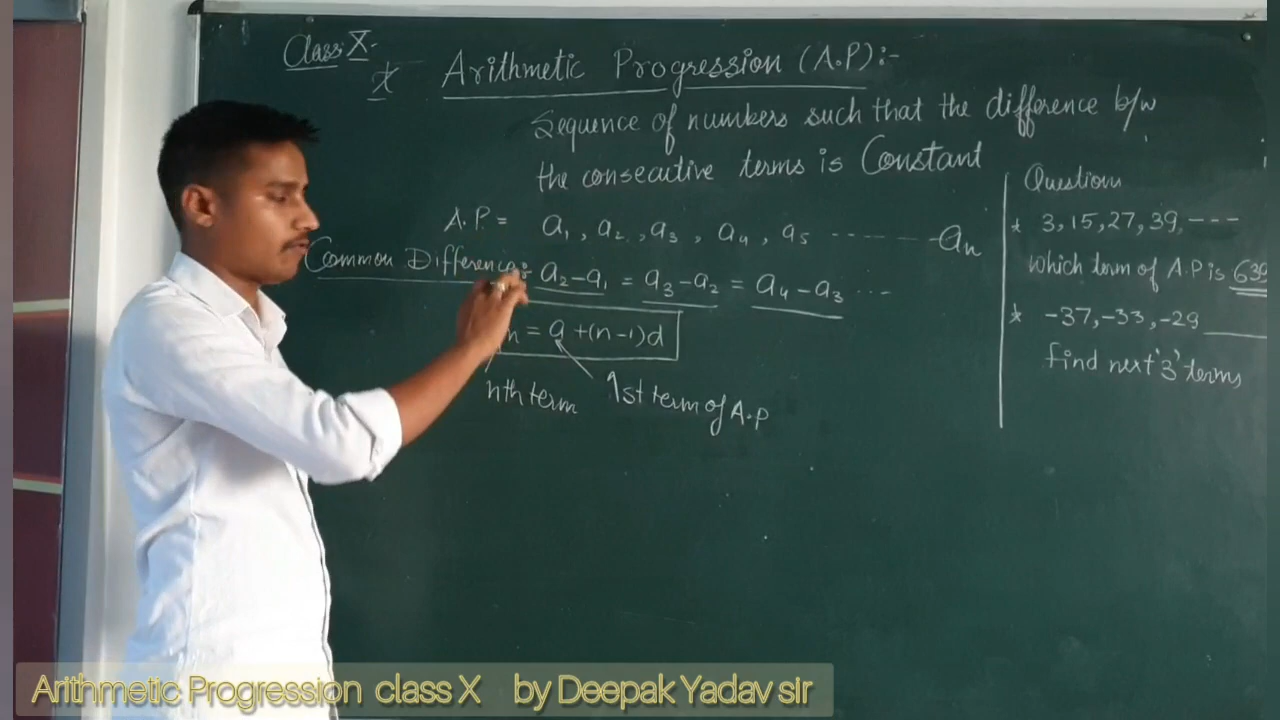 Class X-
* Arithmetic Progression (A.P):-
Sequence of numbers such that the difference b/w
the consecutive terms is Constant
A.P. = a₁, a₂, a₃, a₄, a₅ -------- aₙ
Common Difference: a₂-a₁ = a₃-a₂ = a₄-a₃ ...
n = a+(n-1)d
nth term
1st term of A.P
Question
* 3, 15, 27, 39, ---
Which term of A.P is 639
* -37, -33, -29 ___
find next '3' terms
Arithmetic Progression class X by Deepak Yadav sIr